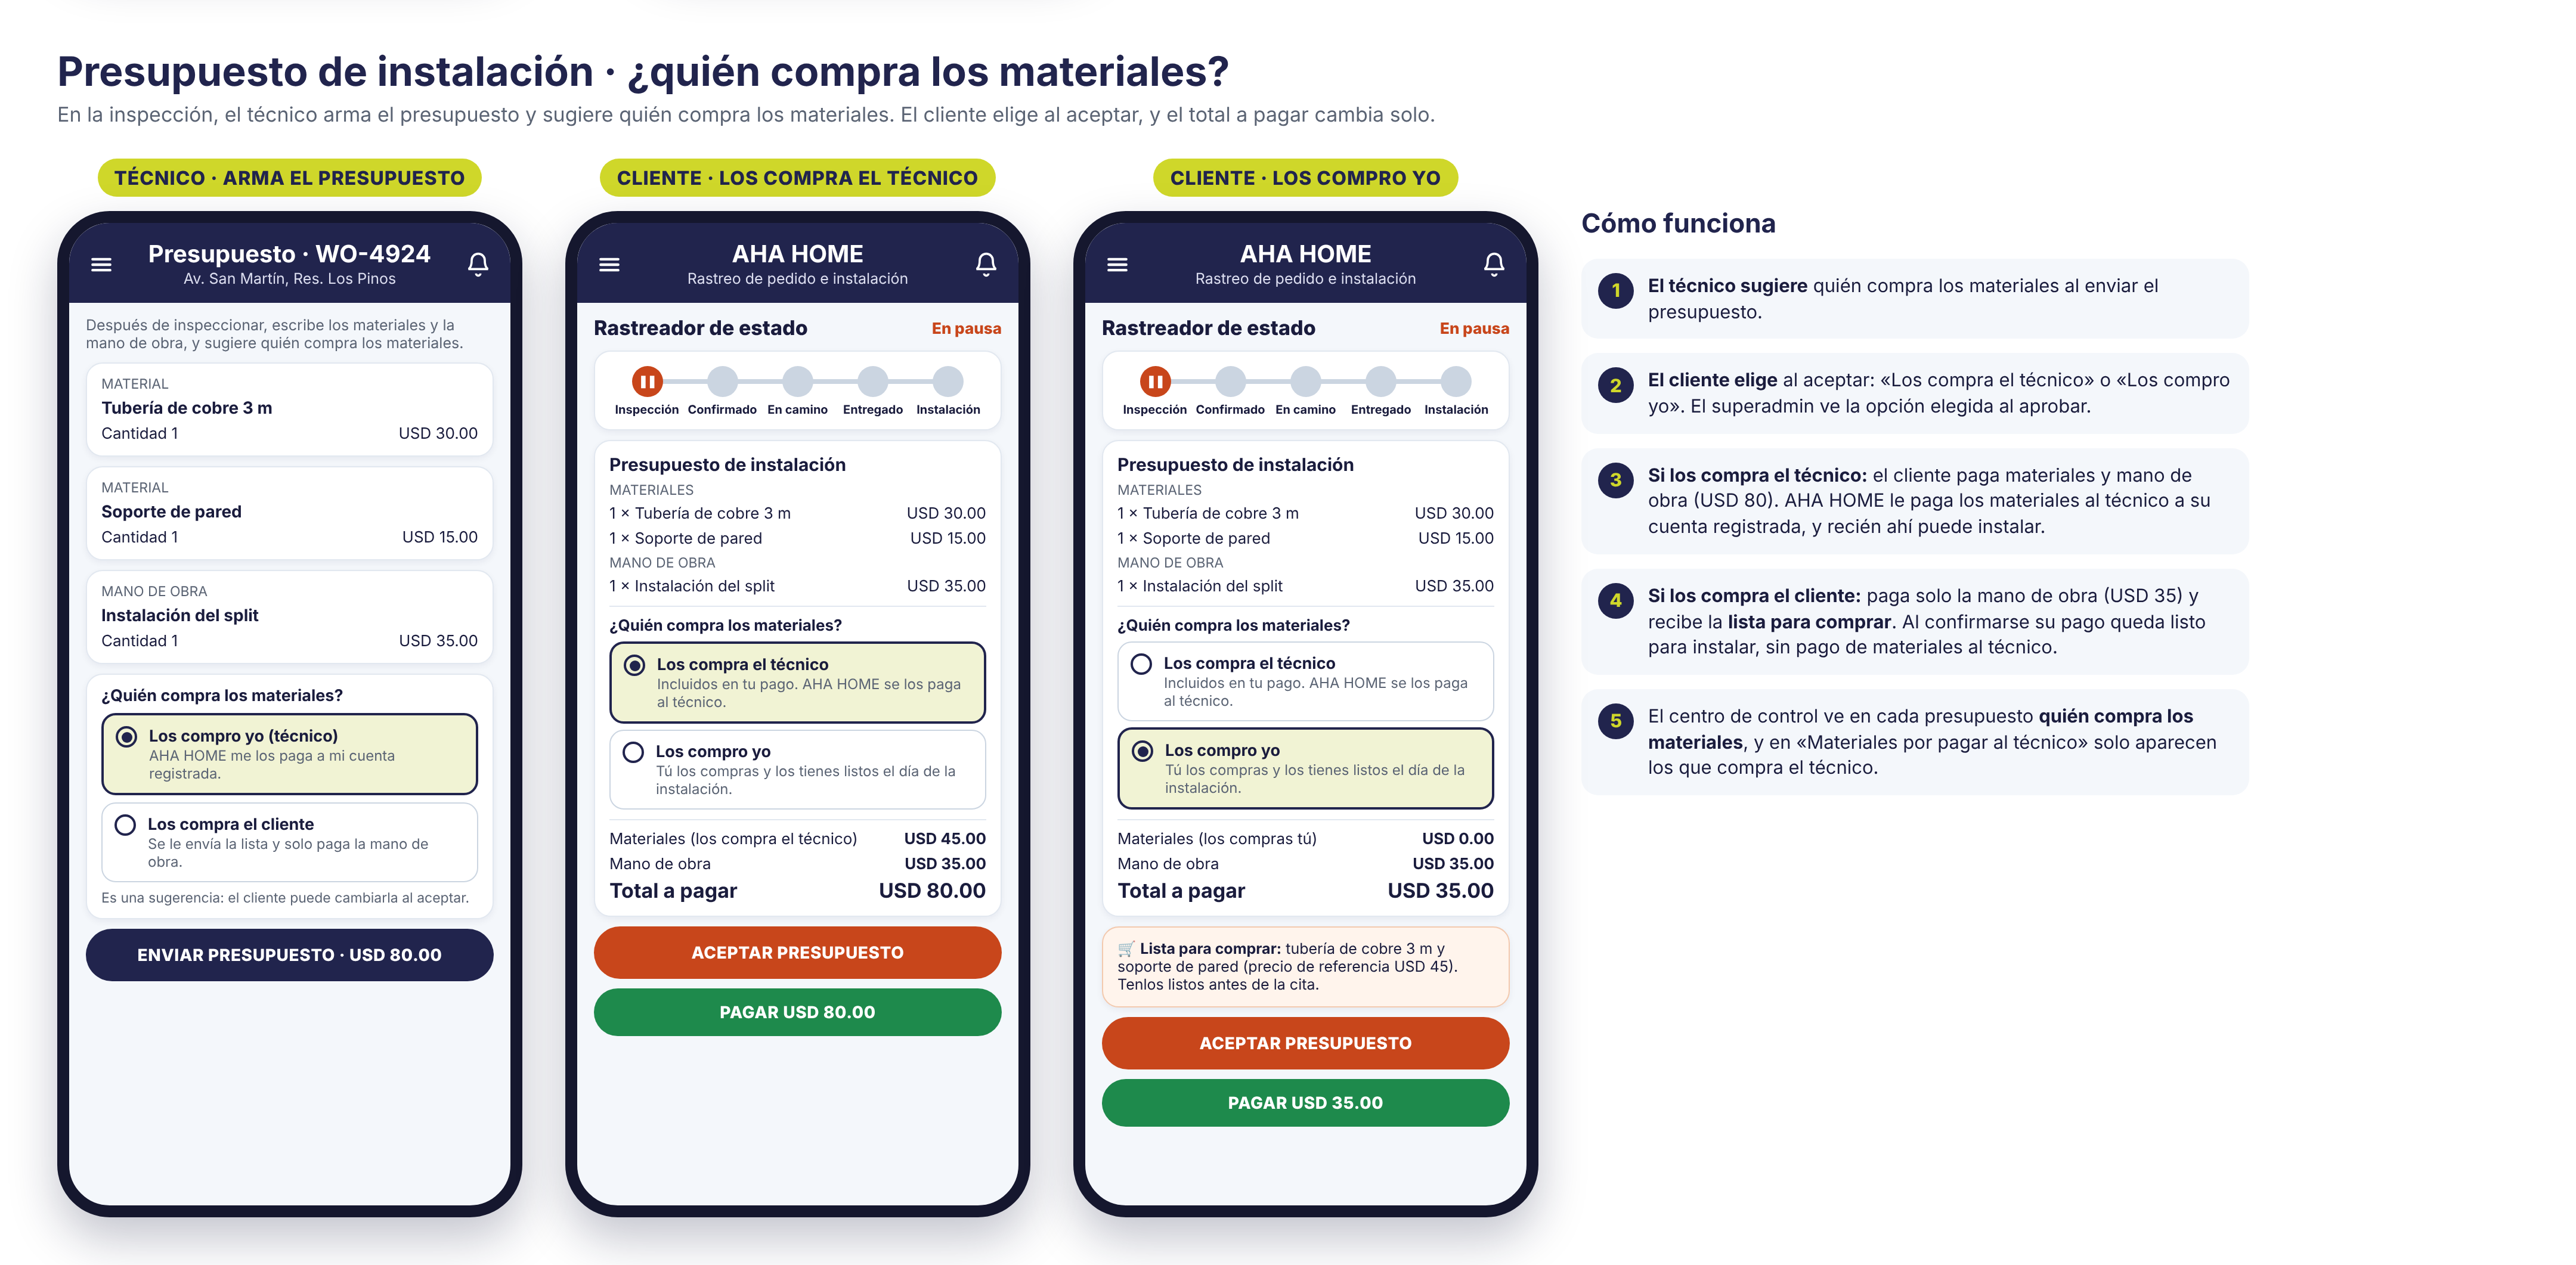 Presupuesto de instalación · ¿quién compra los materiales?
En la inspección, el técnico arma el presupuesto y sugiere quién compra los materiales. El cliente elige al aceptar, y el total a pagar cambia solo.
TÉCNICO · ARMA EL PRESUPUESTO
Presupuesto · WO-4924
Av. San Martín, Res. Los Pinos
Después de inspeccionar, escribe los materiales y la
mano de obra, y sugiere quién compra los materiales.
MATERIAL
Tubería de cobre 3 m
Cantidad 1 USD 30.00
MATERIAL
Soporte de pared
Cantidad 1 USD 15.00
MANO DE OBRA
Instalación del split
Cantidad 1 USD 35.00
¿Quién compra los materiales?
Los compro yo (técnico)
AHA HOME me los paga a mi cuenta
registrada.
Los compra el cliente
Se le envía la lista y solo paga la mano de
obra.
Es una sugerencia: el cliente puede cambiarla al aceptar.
ENVIAR PRESUPUESTO · USD 80.00
CLIENTE · LOS COMPRA EL TÉCNICO
AHA HOME
Rastreo de pedido e instalación
Rastreador de estado En pausa
Inspección Confirmado En camino Entregado Instalación
Presupuesto de instalación
MATERIALES
1 × Tubería de cobre 3 m USD 30.00
1 × Soporte de pared USD 15.00
MANO DE OBRA
1 × Instalación del split USD 35.00
¿Quién compra los materiales?
Los compra el técnico
Incluidos en tu pago. AHA HOME se los paga
al técnico.
Los compro yo
Tú los compras y los tienes listos el día de la
instalación.
Materiales (los compra el técnico) USD 45.00
Mano de obra USD 35.00
Total a pagar USD 80.00
ACEPTAR PRESUPUESTO
PAGAR USD 80.00
CLIENTE · LOS COMPRO YO
AHA HOME
Rastreo de pedido e instalación
Rastreador de estado En pausa
Inspección Confirmado En camino Entregado Instalación
Presupuesto de instalación
MATERIALES
1 × Tubería de cobre 3 m USD 30.00
1 × Soporte de pared USD 15.00
MANO DE OBRA
1 × Instalación del split USD 35.00
¿Quién compra los materiales?
Los compra el técnico
Incluidos en tu pago. AHA HOME se los paga
al técnico.
Los compro yo
Tú los compras y los tienes listos el día de la
instalación.
Materiales (los compras tú) USD 0.00
Mano de obra USD 35.00
Total a pagar USD 35.00
🛒 Lista para comprar: tubería de cobre 3 m y
soporte de pared (precio de referencia USD 45).
Tenlos listos antes de la cita.
ACEPTAR PRESUPUESTO
PAGAR USD 35.00
Cómo funciona
1 El técnico sugiere quién compra los materiales al enviar el
presupuesto.
2 El cliente elige al aceptar: «Los compra el técnico» o «Los compro
yo». El superadmin ve la opción elegida al aprobar.
3 Si los compra el técnico: el cliente paga materiales y mano de
obra (USD 80). AHA HOME le paga los materiales al técnico a su
cuenta registrada, y recién ahí puede instalar.
4 Si los compra el cliente: paga solo la mano de obra (USD 35) y
recibe la lista para comprar. Al confirmarse su pago queda listo
para instalar, sin pago de materiales al técnico.
5 El centro de control ve en cada presupuesto quién compra los
materiales, y en «Materiales por pagar al técnico» solo aparecen
los que compra el técnico.